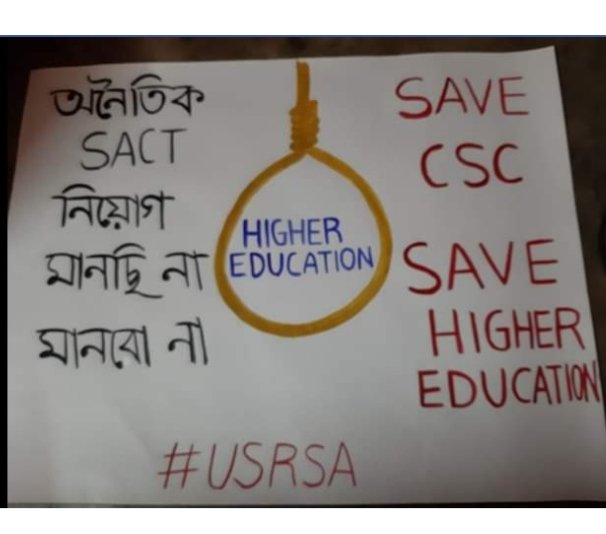 অনৈতিক
SACT
নিয়োগ
মানছি না
মানবো না
HIGHER
EDUCATION
SAVE
CSC
SAVE
HIGHER
EDUCATION
#USRSA